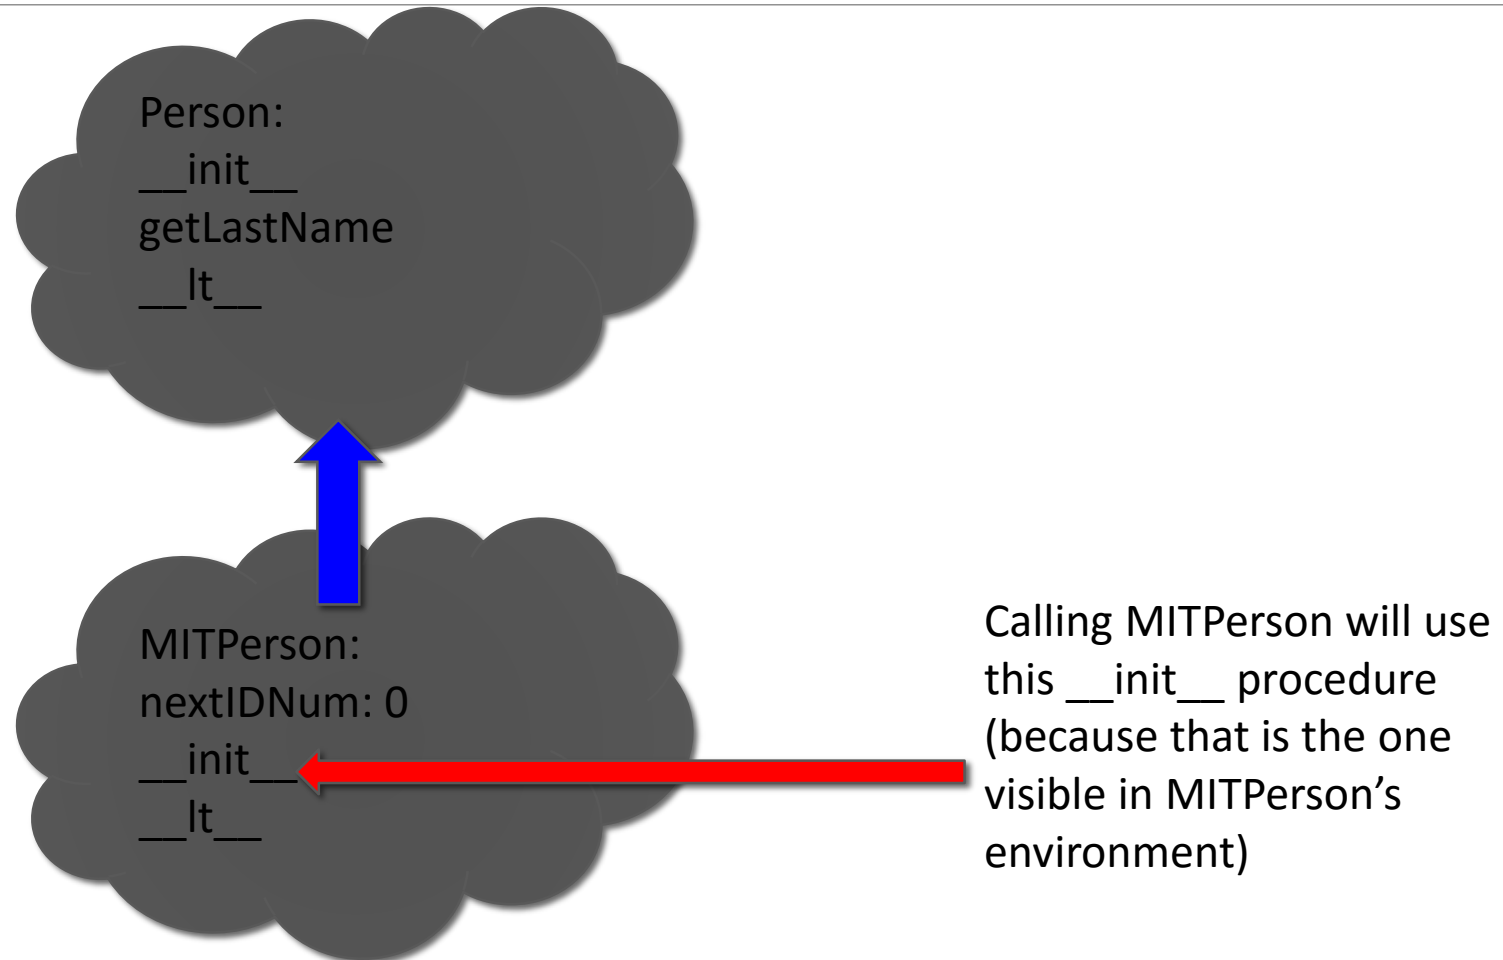 Person:
__init__
getLastName
__lt__
MITPerson:
nextIDNum: 0
__init__
__lt__
Calling MITPerson will use
this __init__ procedure
(because that is the one
visible in MITPerson’s
environment)